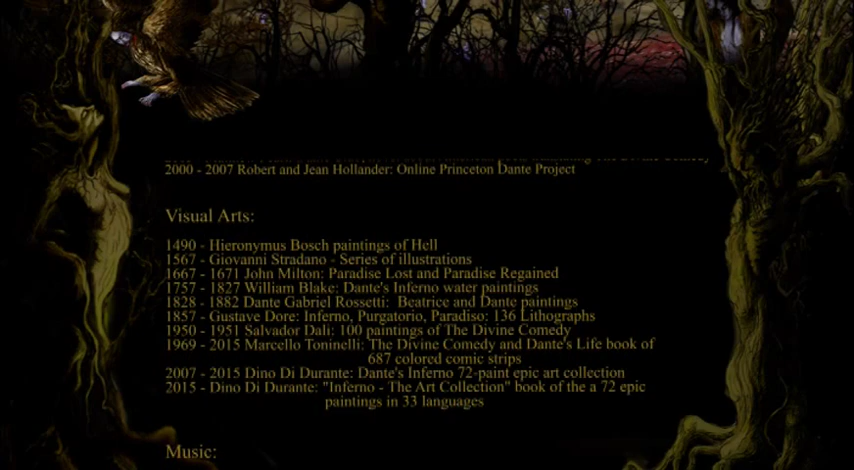 The Divine Comedy
2000 - 2007 Robert and Jean Hollander: Online Princeton Dante Project
Visual Arts:
1490 - Hieronymus Bosch paintings of Hell
1567 - Giovanni Stradano - Series of illustrations
1667 - 1671 John Milton: Paradise Lost and Paradise Regained
1757 - 1827 William Blake: Dante's Inferno water paintings
1828 - 1882 Dante Gabriel Rossetti: Beatrice and Dante paintings
1857 - Gustave Dore: Inferno, Purgatorio, Paradiso: 136 Lithographs
1950 - 1951 Salvador Dali: 100 paintings of The Divine Comedy
1969 - 2015 Marcello Toninelli: The Divine Comedy and Dante's Life book of
687 colored comic strips
2007 - 2015 Dino Di Durante: Dante's Inferno 72-paint epic art collection
2015 - Dino Di Durante: "Inferno - The Art Collection" book of the a 72 epic
paintings in 33 languages
Music: